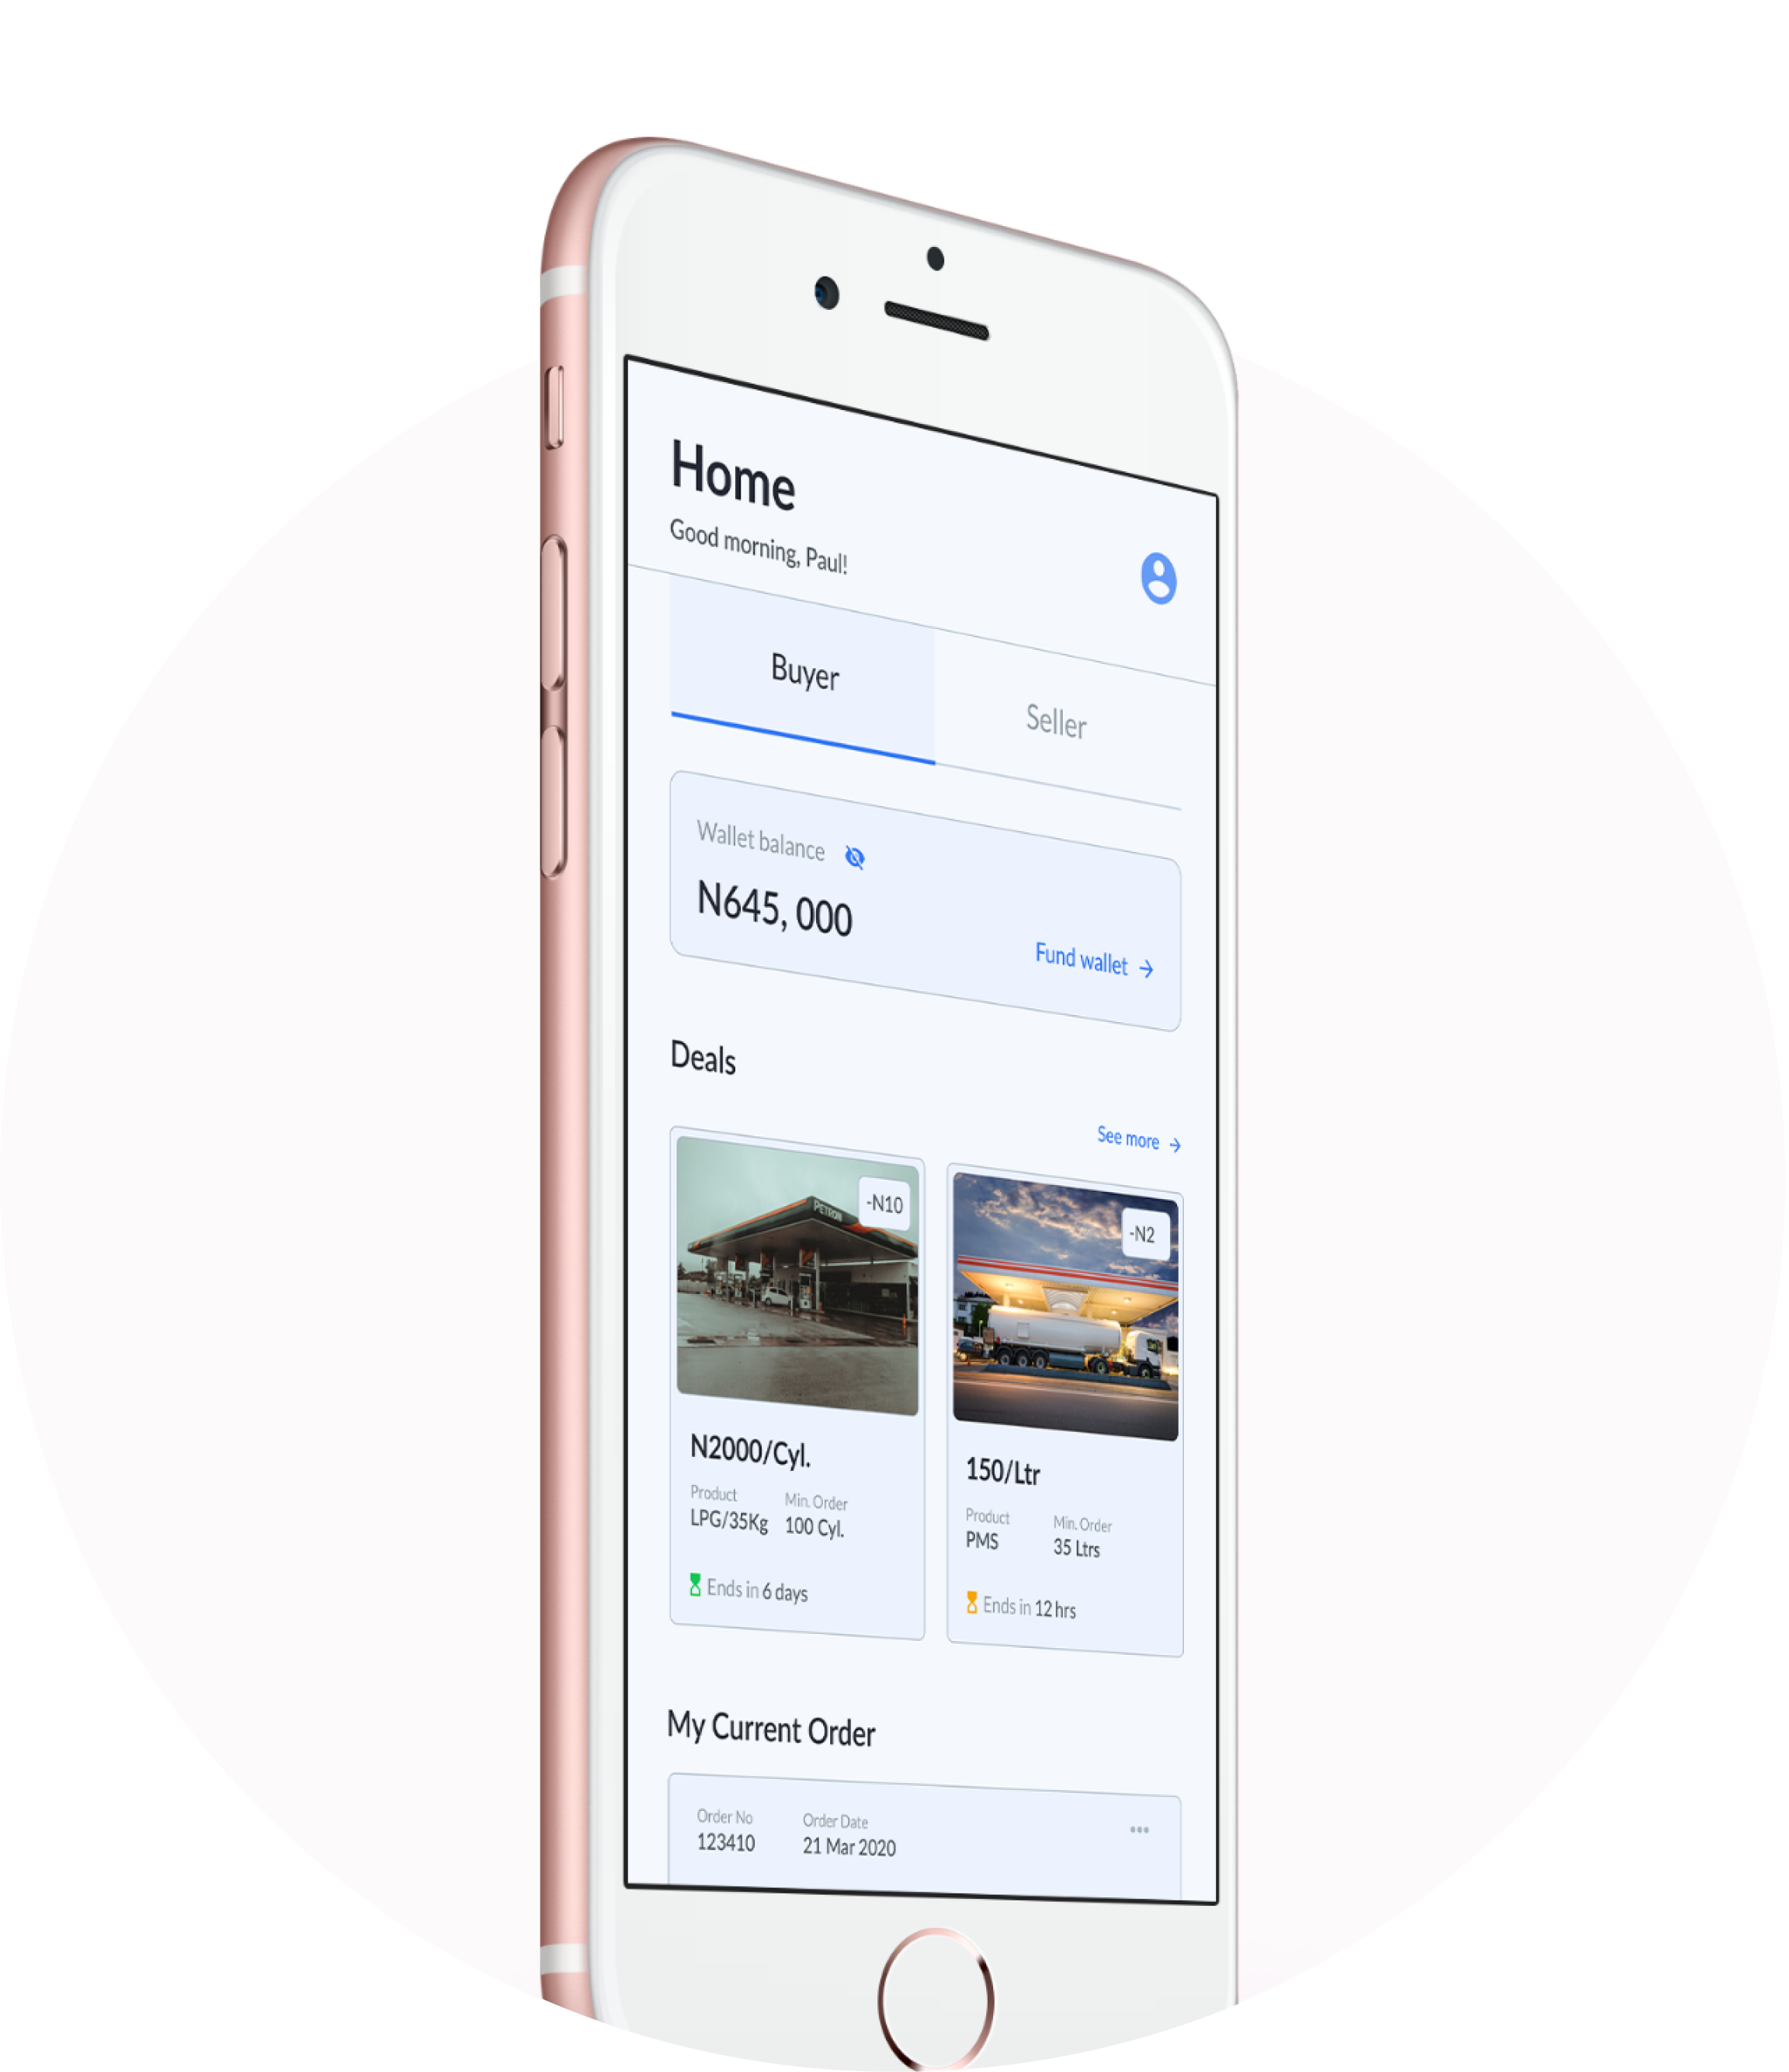 Home
Good morning, Paul!
Buyer
Seller
Wallet balance
N645, 000
Fund wallet
Deals
See more
PETRON
-N10
-N2
N2000/Cyl.
Product
Min. Order
LPG/35Kg
100 Cyl.
Ends in 6 days
150/Ltr
Product
Min. Order
PMS
35 Ltrs
Ends in 12 hrs
My Current Order
Order No
Order Date
123410
21 Mar 2020